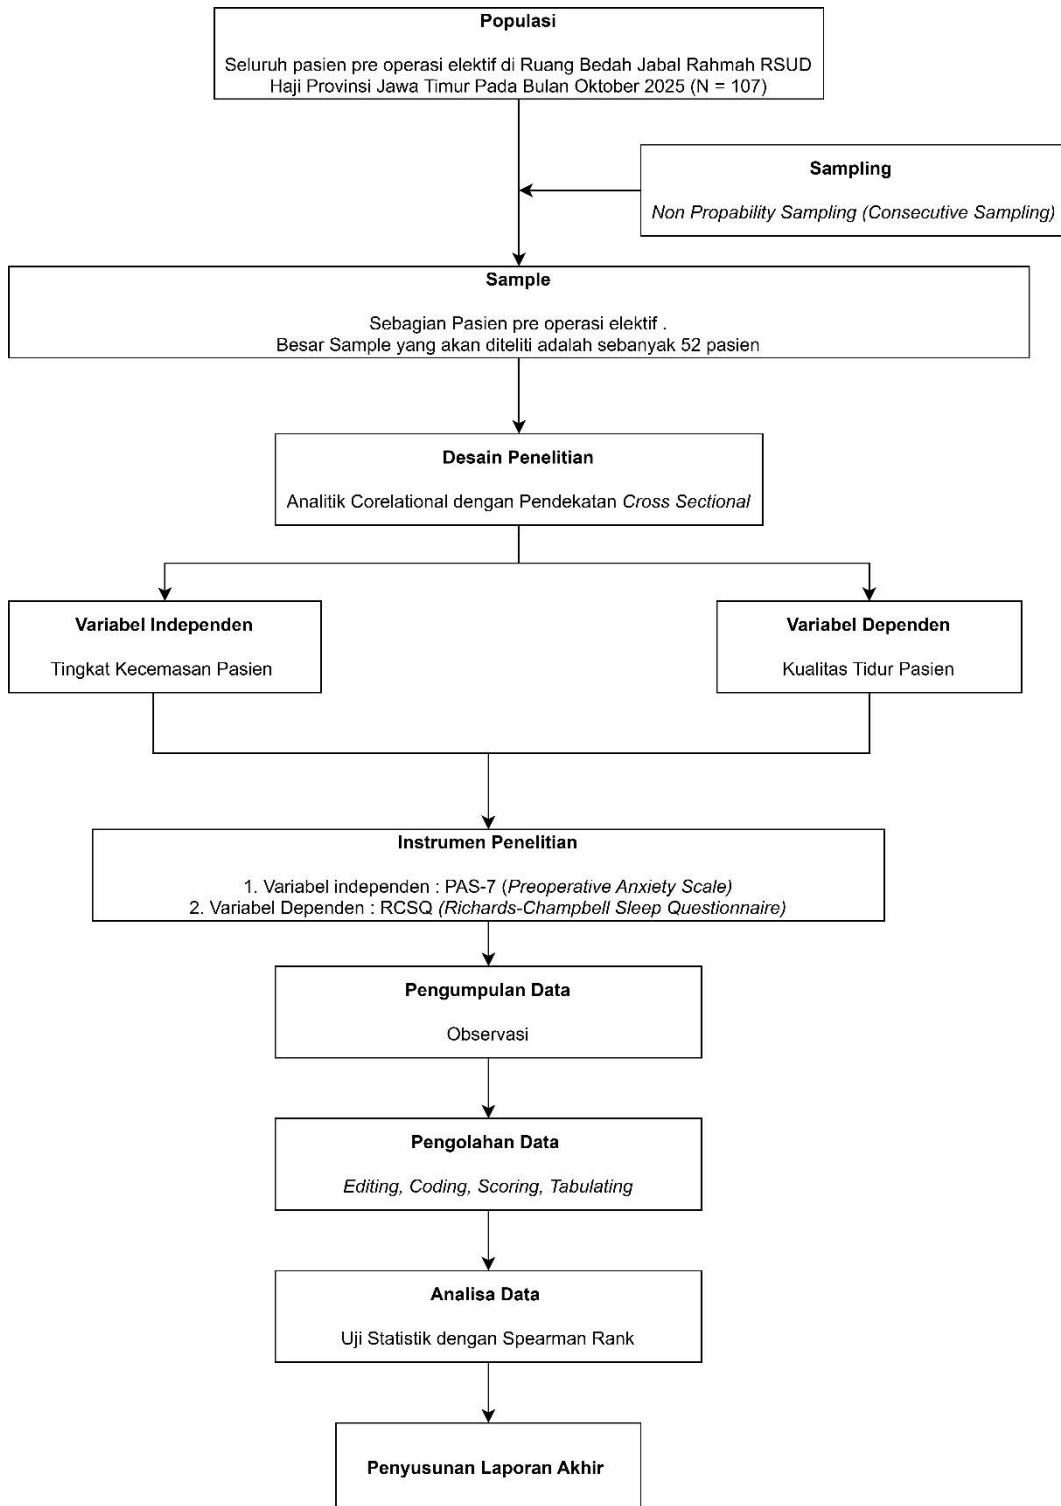 Populasi
Seluruh pasien pre operasi elektif di Ruang Bedah Jabal Rahmah RSUD
Haji Provinsi Jawa Timur Pada Bulan Oktober 2025 (N = 107)
Sampling
Non Propability Sampling (Consecutive Sampling)
Sample
Sebagian Pasien pre operasi elektif .
Besar Sample yang akan diteliti adalah sebanyak 52 pasien
Desain Penelitian
Analitik Corelational dengan Pendekatan Cross Sectional
Variabel Independen
Tingkat Kecemasan Pasien
Variabel Dependen
Kualitas Tidur Pasien
Instrumen Penelitian
1. Variabel independen : PAS-7 (Preoperative Anxiety Scale)
2. Variabel Dependen : RCSQ (Richards-Champbell Sleep Questionnaire)
Pengumpulan Data
Observasi
Pengolahan Data
Editing, Coding, Scoring, Tabulating
Analisa Data
Uji Statistik dengan Spearman Rank
Penyusunan Laporan Akhir